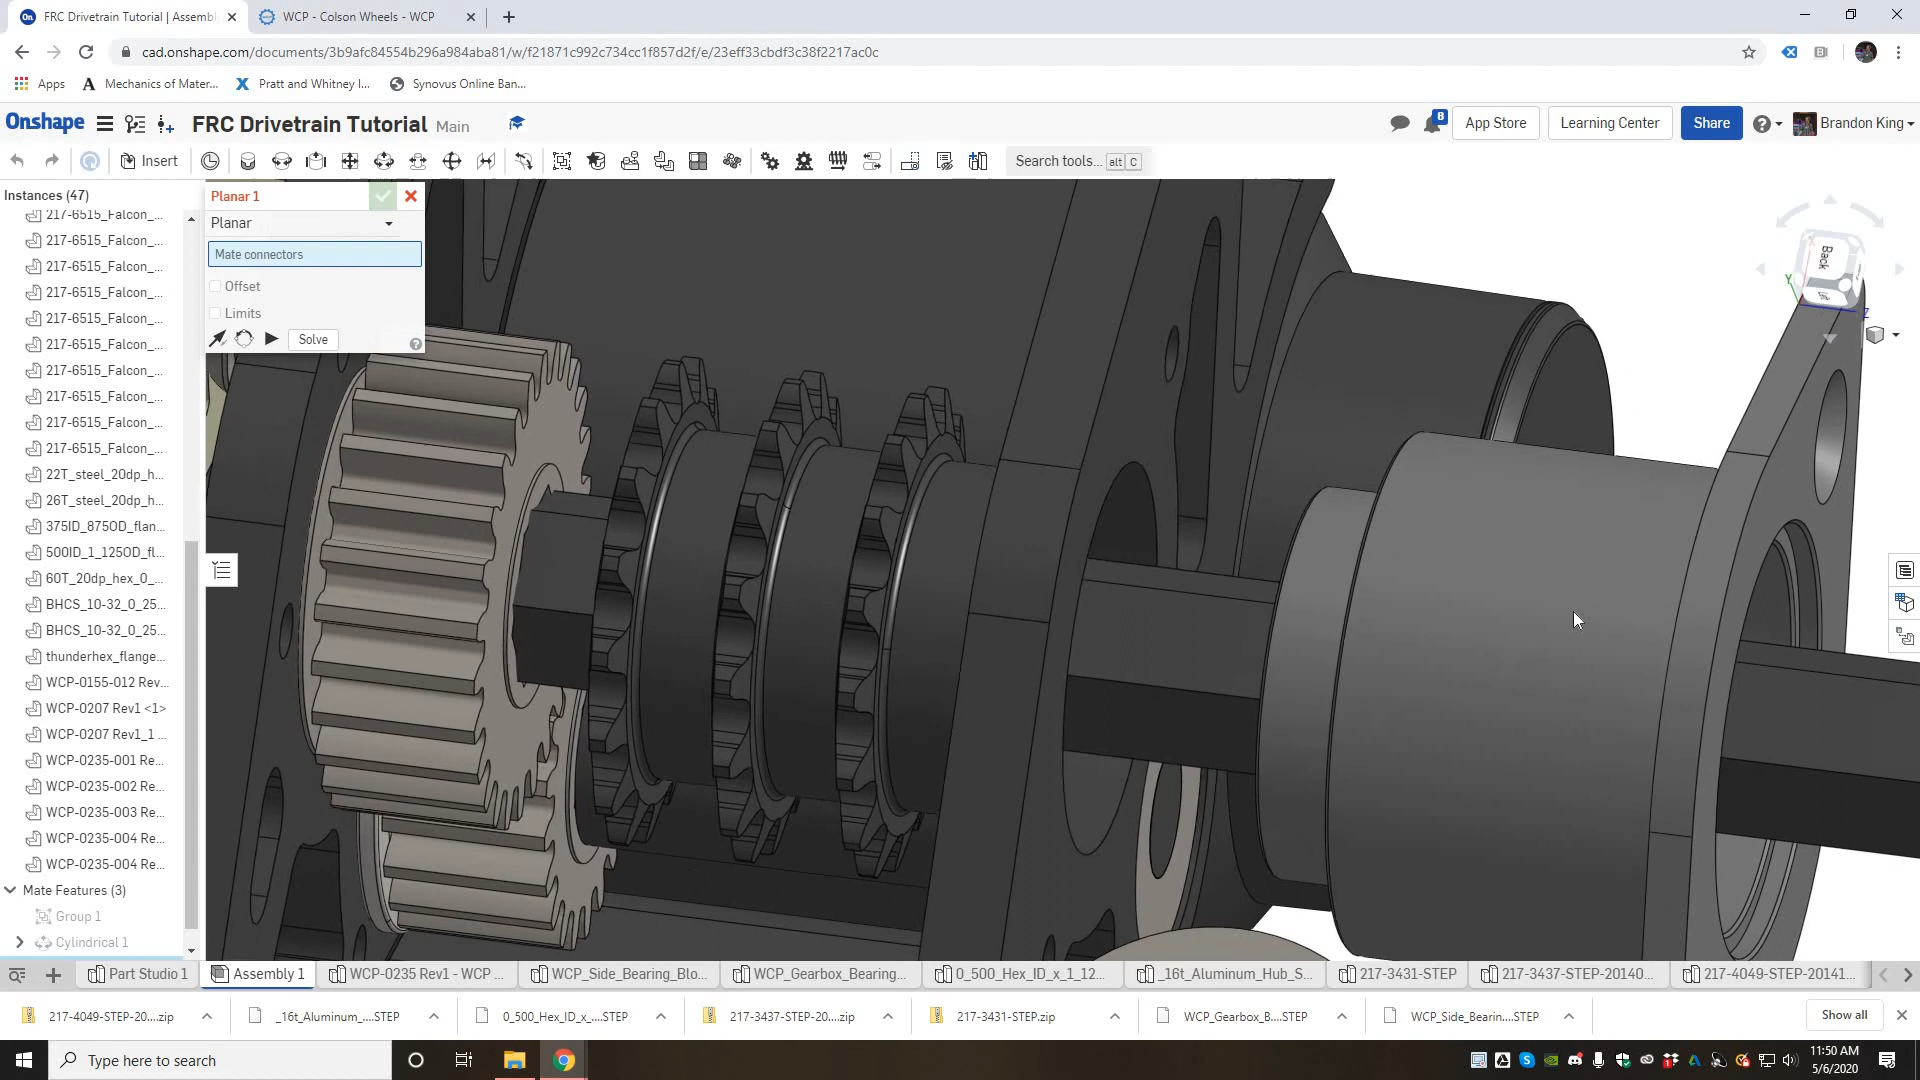 FRC Drivetrain Tutorial | Assembl
WCP - Colson Wheels - WCP
cad.onshape.com/documents/3b9afc84554b296a984aba81/w/f21871c992c734cc1f857d2f/e/23eff33cbdf3c38f2217ac0c
Apps
Mechanics of Mater...
Pratt and Whitney I...
Synovus Online Ban...
Onshape
FRC Drivetrain Tutorial Main
8
App Store
Learning Center
Share
Brandon King
Insert
Search tools... alt C
Instances (47)
217-6515_Falcon_...
217-6515_Falcon_...
217-6515_Falcon_...
217-6515_Falcon_...
217-6515_Falcon_...
217-6515_Falcon_...
217-6515_Falcon_...
217-6515_Falcon_...
217-6515_Falcon_...
217-6515_Falcon_...
22T_steel_20dp_h...
26T_steel_20dp_h...
375ID_875OD_flan...
500ID_1_125OD_fl...
60T_20dp_hex_0_...
BHCS_10-32_0_25...
BHCS_10-32_0_25...
thunderhex_flange...
WCP-0155-012 Rev...
WCP-0207 Rev1 <1>
WCP-0207 Rev1_1 ...
WCP-0235-001 Re...
WCP-0235-002 Re...
WCP-0235-003 Re...
WCP-0235-004 Re...
WCP-0235-004 Re...
Mate Features (3)
Group 1
Cylindrical 1
Planar 1
Planar
Mate connectors
Offset
Limits
Solve
Back
X
Y
Z
Part Studio 1
Assembly 1
WCP-0235 Rev1 - WCP ...
WCP_Side_Bearing_Blo...
WCP_Gearbox_Bearing...
0_500_Hex_ID_x_1_12...
_16t_Aluminum_Hub_S...
217-3431-STEP
217-3437-STEP-20140...
217-4049-STEP-20141...
217-4049-STEP-20....zip
_16t_Aluminum_....STEP
0_500_Hex_ID_x_....STEP
217-3437-STEP-20....zip
217-3431-STEP.zip
WCP_Gearbox_B....STEP
WCP_Side_Bearin....STEP
Show all
Type here to search
11:50 AM
5/6/2020